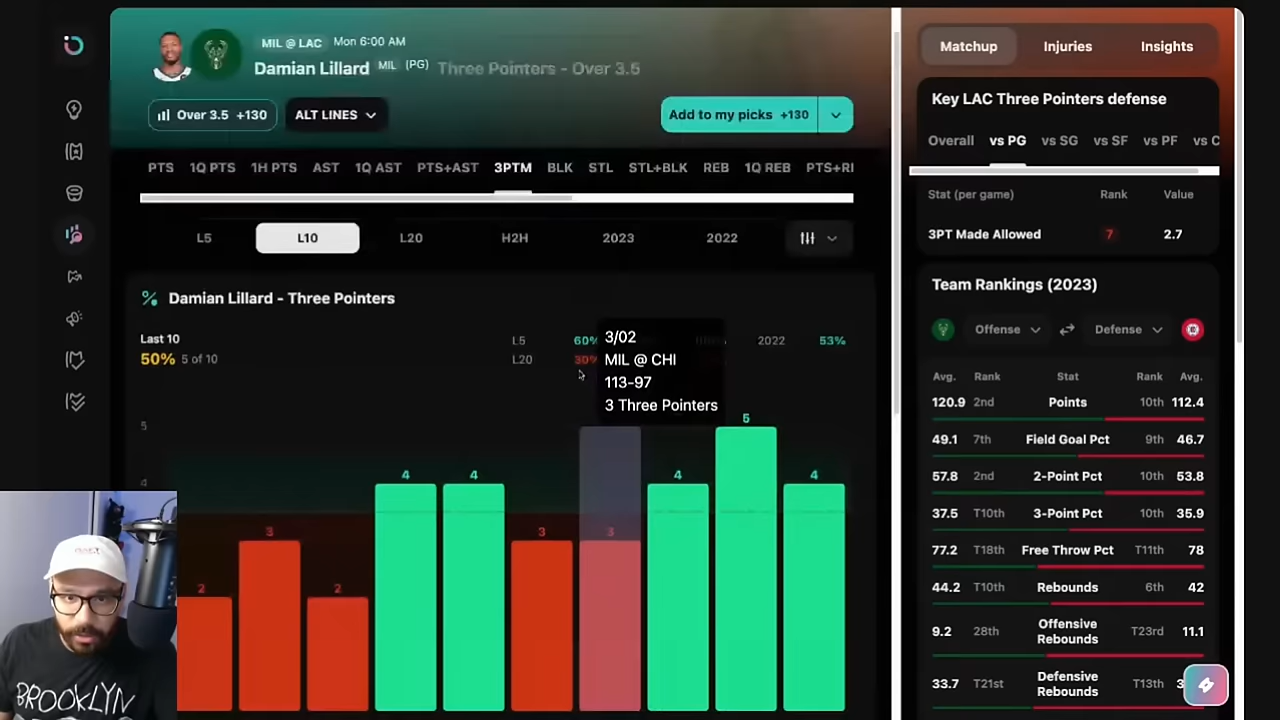 MIL @ LAC Mon 6:00 AM
Damian Lillard MIL (PG) Three Pointers - Over 3.5
Over 3.5 +130
ALT LINES
Add to my picks +130
PTS 1Q PTS 1H PTS AST 1Q AST PTS+AST 3PTM BLK STL STL+BLK REB 1Q REB PTS+RI
L5 L10 L20 H2H 2023 2022
Damian Lillard - Three Pointers
Last 10
50% 5 of 10
L5 60%
L20 30%
2022 53%
3/02
MIL @ CHI
113-97
3 Three Pointers
5
4
2 3 2 4 4 3 3 4 5 4
BROOKLYN
Matchup Injuries Insights
Key LAC Three Pointers defense
Overall vs PG vs SG vs SF vs PF vs C
Stat (per game) Rank Value
3PT Made Allowed 7 2.7
Team Rankings (2023)
Offense Defense
Avg. Rank Stat Rank Avg.
120.9 2nd Points 10th 112.4
49.1 7th Field Goal Pct 9th 46.7
57.8 2nd 2-Point Pct 10th 53.8
37.5 T10th 3-Point Pct 10th 35.9
77.2 T18th Free Throw Pct T11th 78
44.2 T10th Rebounds 6th 42
9.2 28th Offensive Rebounds T23rd 11.1
33.7 T21st Defensive Rebounds T13th